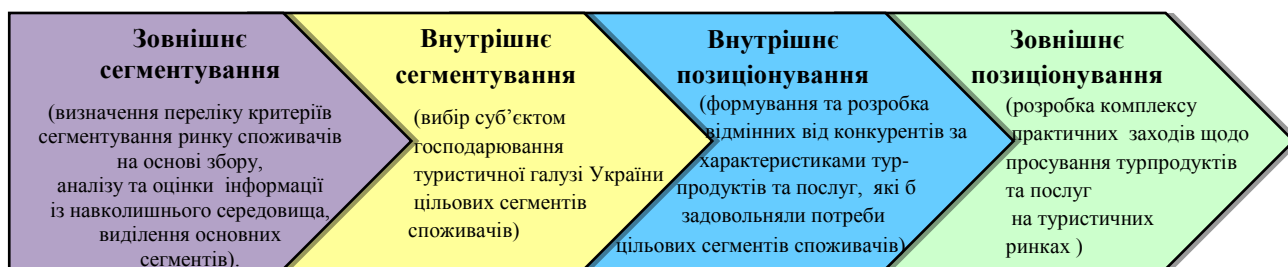 Зовнішнє
сегментування
(визначення переліку критеріїв
сегментування ринку споживачів
на основі збору,
аналізу та оцінки інформації
із навколишнього середовища,
виділення основних
сегментів).
Внутрішнє
сегментування
(вибір суб’єктом
господарювання
туристичної галузі України
цільових сегментів
споживачів)
Внутрішнє
позиціонування
(формування та розробка
відмінних від конкурентів за
характеристиками тур-
продуктів та послуг, які б
задовольняли потреби
цільових сегментів споживачів)
Зовнішнє
позиціонування
(розробка комплексу
практичних заходів щодо
просування турпродуктів
та послуг
на туристичних
ринках )